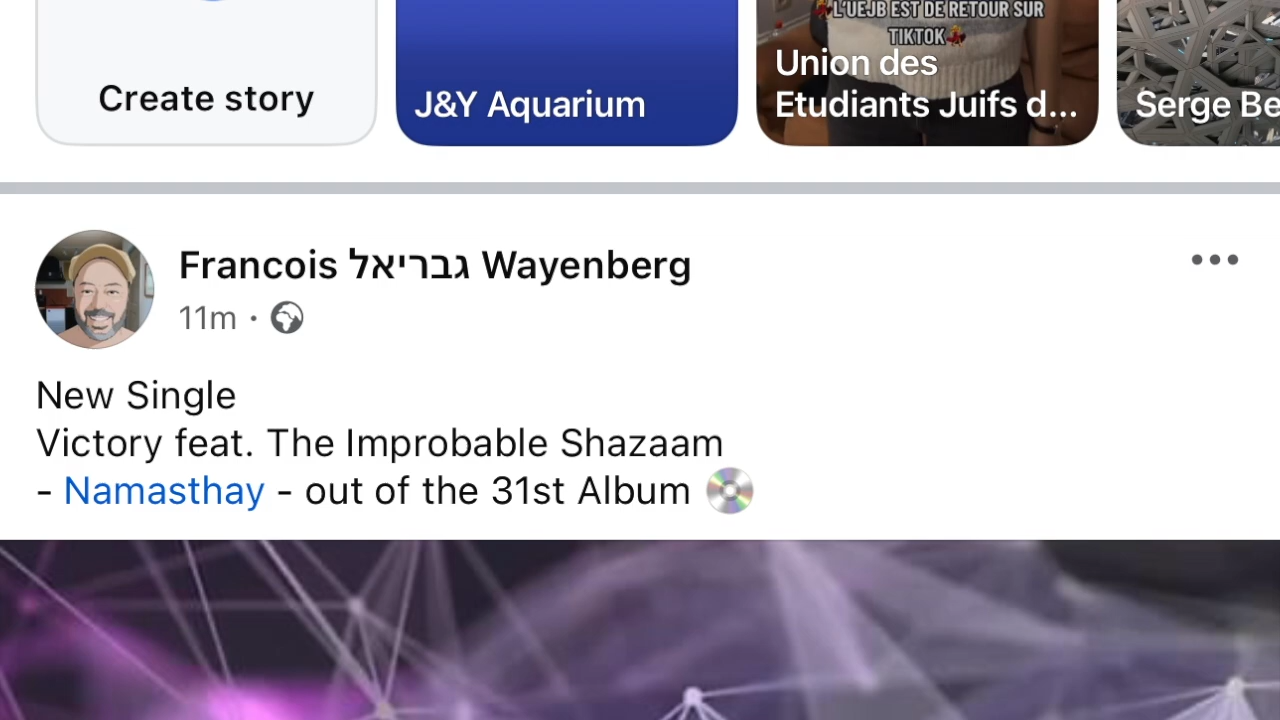 L'UEJB EST DE RETOUR SUR
TIKTOK
Create story
J&Y Aquarium
Union des
Etudiants Juifs d...
Serge Be
Francois גבריאל Wayenberg
11m ·
New Single
Victory feat. The Improbable Shazaam
- Namasthay - out of the 31st Album 💿